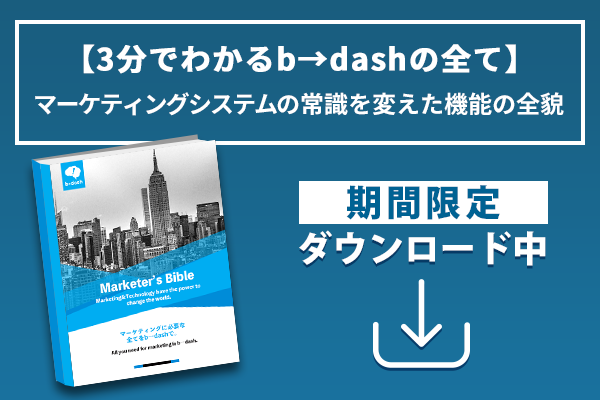 【3分でわかるb→dashの全て】
マーケティングシステムの常識を変えた機能の全貌
b→dash
Marketer's Bible
Marketing&Technology have the power to
change the world.
マーケティングに必要な
全てをb→dashで。
All you need for marketing is b→dash.
期間限定
ダウンロード中